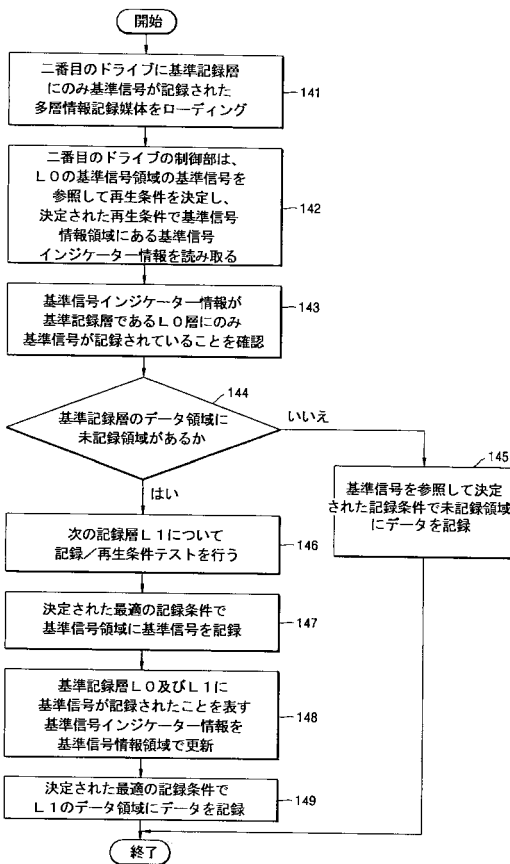 開始
二番目のドライブに基準記録層
にのみ基準信号が記録された
多層情報記録媒体をローディング
141
二番目のドライブの制御部は、
L0の基準信号領域の基準信号を
参照して再生条件を決定し、
決定された再生条件で基準信号
情報領域にある基準信号
インジケーター情報を読み取る
142
基準信号インジケーター情報が
基準記録層であるL0層にのみ
基準信号が記録されていることを確認
143
144
基準記録層のデータ領域に
未記録領域があるか
いいえ
はい
145
基準信号を参照して決定
された記録条件で未記録領域
にデータを記録
次の記録層L1について
記録/再生条件テストを行う
146
決定された最適の記録条件で
基準信号領域に基準信号を記録
147
基準記録層L0及びL1に
基準信号が記録されたことを表す
基準信号インジケーター情報を
基準信号情報領域で更新
148
決定された最適の記録条件で
L1のデータ領域にデータを記録
149
終了